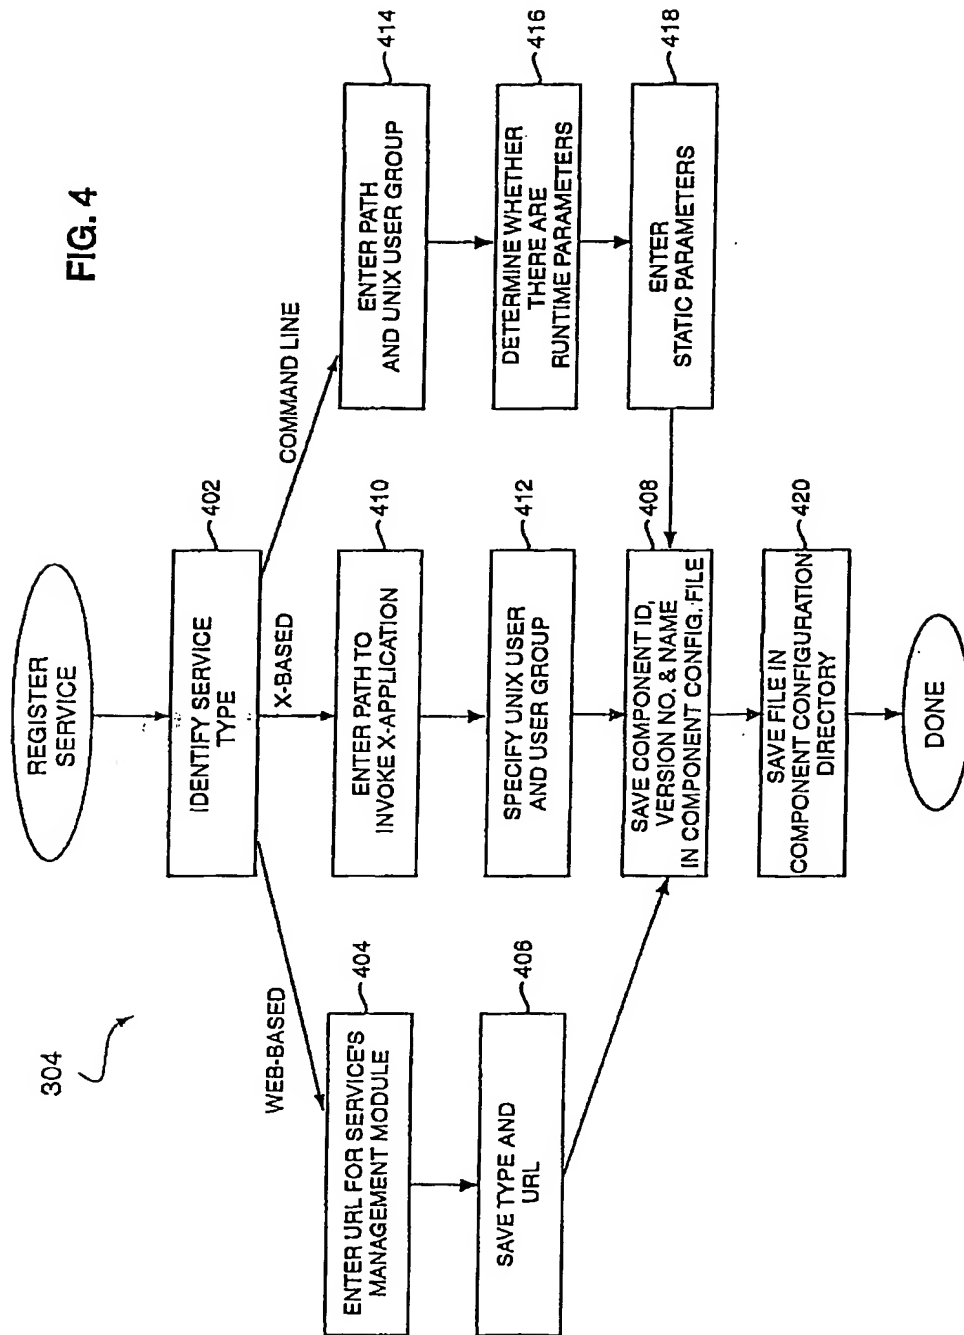 FIG. 4
304
REGISTER
SERVICE
IDENTIFY SERVICE
TYPE
402
WEB-BASED
X-BASED
COMMAND LINE
ENTER URL FOR SERVICE'S
MANAGEMENT MODULE
404
SAVE TYPE AND
URL
406
ENTER PATH TO
INVOKE X-APPLICATION
410
SPECIFY UNIX USER
AND USER GROUP
412
ENTER PATH
AND UNIX USER GROUP
414
DETERMINE WHETHER
THERE ARE
RUNTIME PARAMETERS
416
ENTER
STATIC PARAMETERS
418
SAVE COMPONENT ID,
VERSION NO. & NAME
IN COMPONENT CONFIG. FILE
408
SAVE FILE IN
COMPONENT CONFIGURATION
DIRECTORY
420
DONE